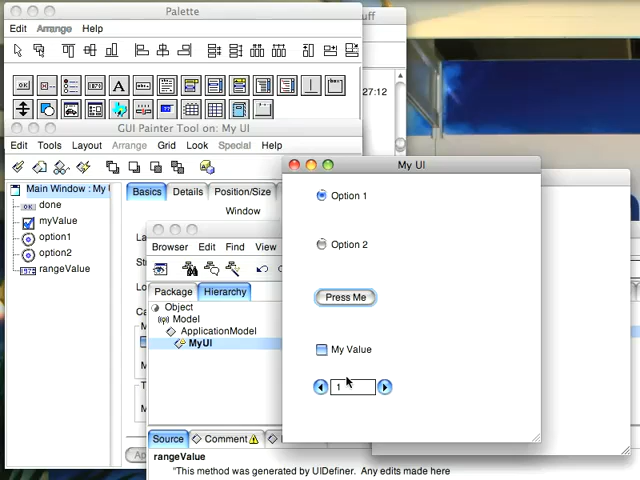 Palette
uff
Edit Arrange Help
27:12
GUI Painter Tool on: My UI
Edit Tools Layout Arrange Grid Look Special Help
My UI
Main Window : My U
done
myValue
option1
option2
rangeValue
Basics Details Position/Size
Window
Browser Edit Find View
Package Hierarchy
Object
Model
ApplicationModel
MyUI
Option 1
Option 2
Press Me
My Value
1
Source Comment
rangeValue
"This method was generated by UIDefiner. Any edits made here